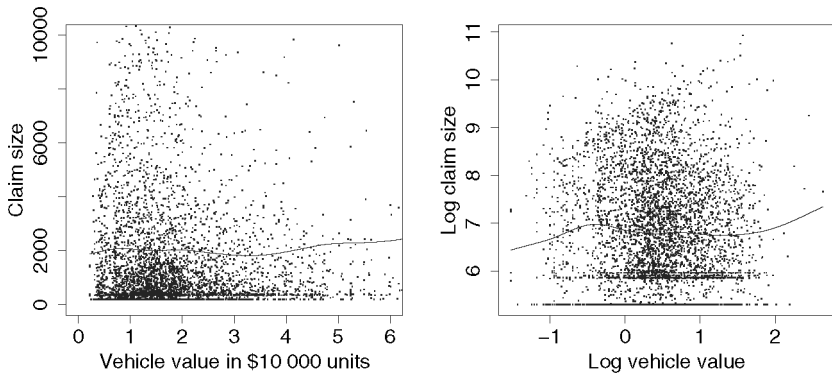 Claim size
10000
6000
2000
0
0 1 2 3 4 5 6
Vehicle value in $10 000 units
Log claim size
11
10
9
8
7
6
−1 0 1 2
Log vehicle value